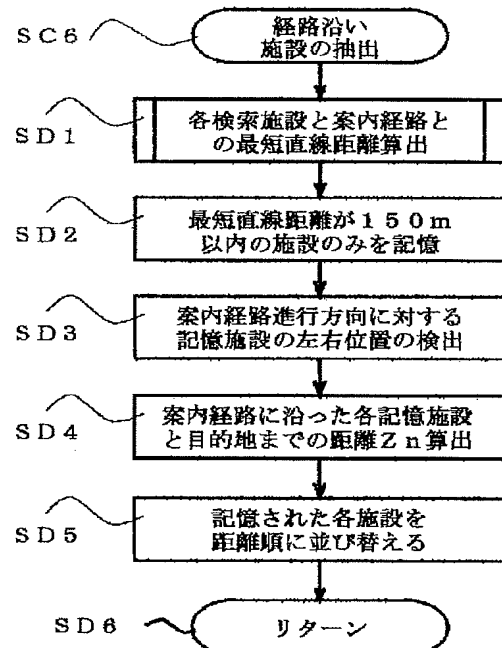 SC6
経路沿い
施設の抽出
SD1
各検索施設と案内経路と
の最短直線距離算出
SD2
最短直線距離が１５０m
以内の施設のみを記憶
SD3
案内経路進行方向に対する
記憶施設の左右位置の検出
SD4
案内経路に沿った各記憶施設
と目的地までの距離Ｚｎ算出
SD5
記憶された各施設を
距離順に並び替える
SD6
リターン